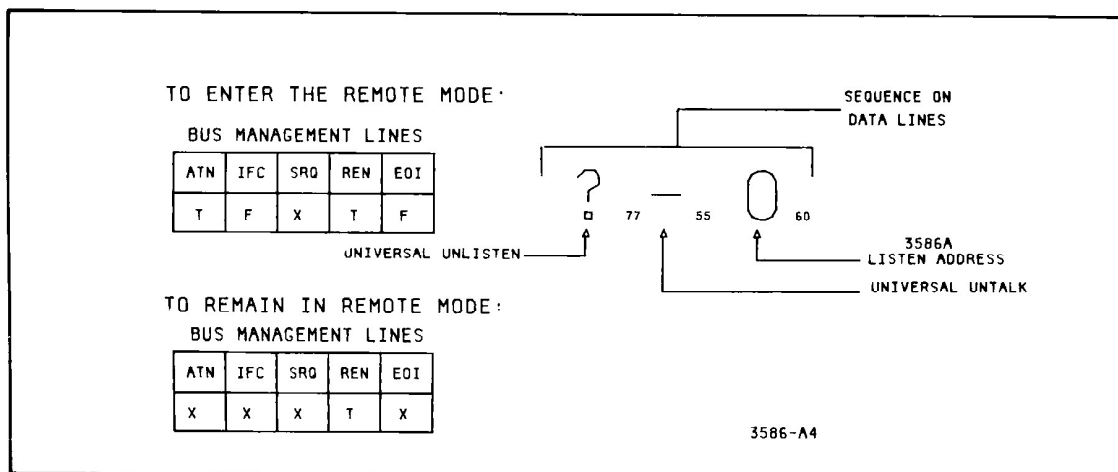 TO ENTER THE REMOTE MODE:
BUS MANAGEMENT LINES
ATN IFC SRQ REN EOI
T F X T F
SEQUENCE ON
DATA LINES
? 77 — 55 0 60
UNIVERSAL UNLISTEN
3586A
LISTEN ADDRESS
UNIVERSAL UNTALK
TO REMAIN IN REMOTE MODE:
BUS MANAGEMENT LINES
ATN IFC SRQ REN EOI
X X X T X
3586-A4